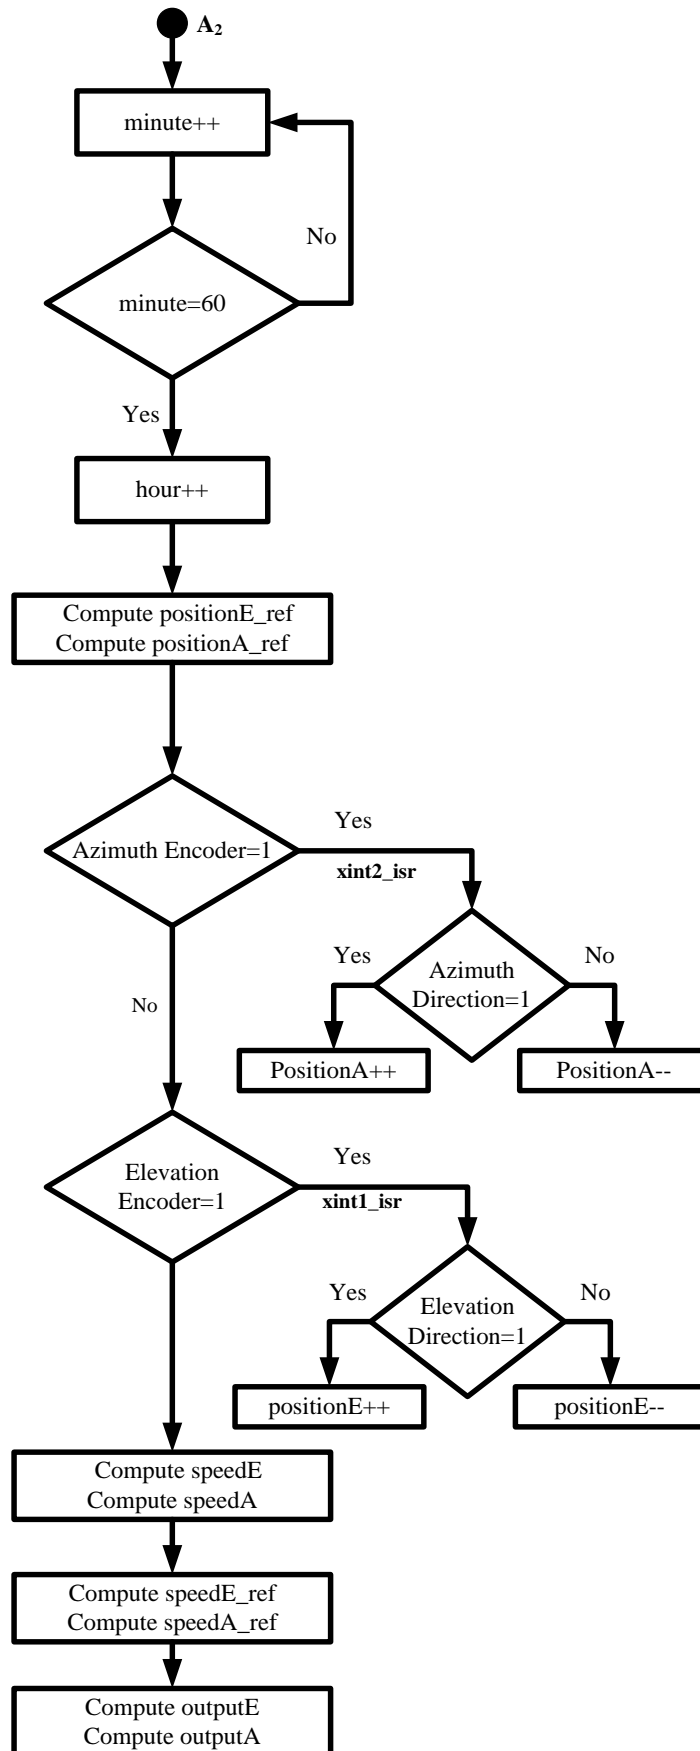 A2
minute++
No
minute=60
Yes
hour++
Compute positionE_ref
Compute positionA_ref
Yes
Azimuth Encoder=1
xint2_isr
Yes
No
Azimuth
Direction=1
No
PositionA++
PositionA--
Yes
Elevation
Encoder=1
xint1_isr
Yes
No
Elevation
Direction=1
positionE++
positionE--
Compute speedE
Compute speedA
Compute speedE_ref
Compute speedA_ref
Compute outputE
Compute outputA